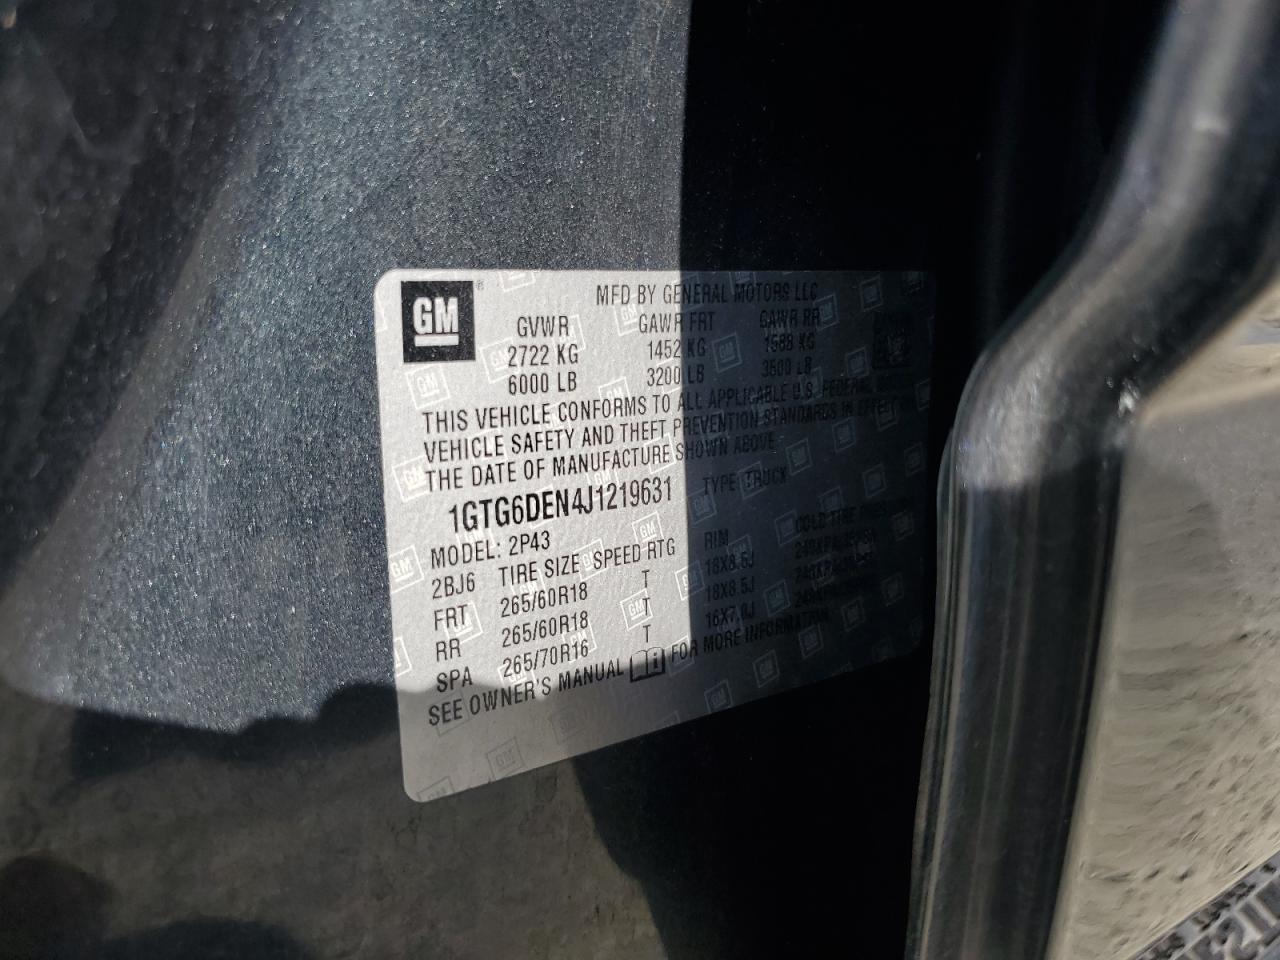 GM ®
MFD BY GENERAL MOTORS LLC
GVWR GAWR FRT GAWR RR
2722 KG 1452 KG 1588 KG
6000 LB 3200 LB 3500 LB
THIS VEHICLE CONFORMS TO ALL APPLICABLE U.S. FEDERAL
VEHICLE SAFETY AND THEFT PREVENTION STANDARDS IN EFFECT
THE DATE OF MANUFACTURE SHOWN ABOVE.
1GTG6DEN4J1219631 TYPE: TRUCK
MODEL: 2P43
2BJ6 TIRE SIZE SPEED RTG RIM COLD TIRE PRES
FRT 265/60R18 T 18X8.5J
RR 265/60R18 T 18X8.5J
SPA 265/70R16 T 16X7.0J
SEE OWNER'S MANUAL FOR MORE INFORMATION.